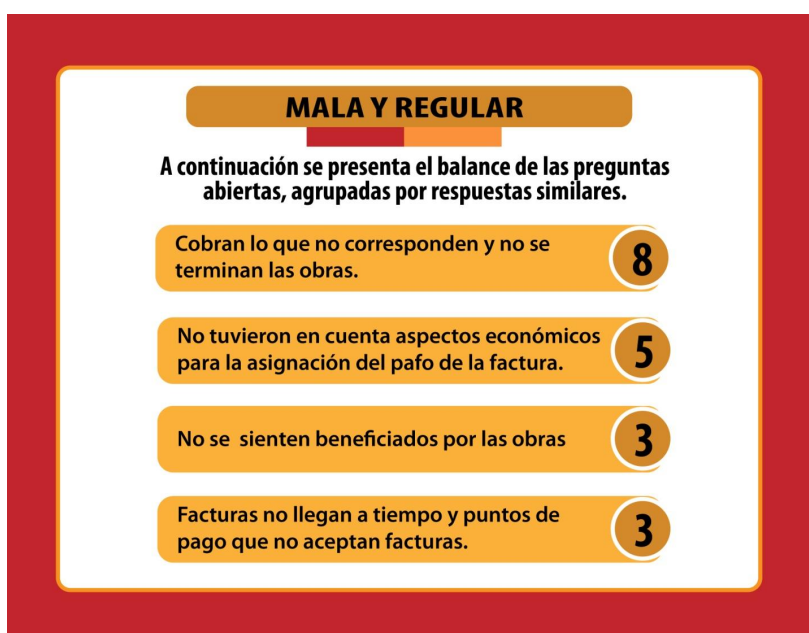 MALA Y REGULAR
A continuación se presenta el balance de las preguntas
abiertas, agrupadas por respuestas similares.
Cobran lo que no corresponden y no se
terminan las obras.
8
No tuvieron en cuenta aspectos económicos
para la asignación del pafo de la factura.
5
No se sienten beneficiados por las obras
3
Facturas no llegan a tiempo y puntos de
pago que no aceptan facturas.
3